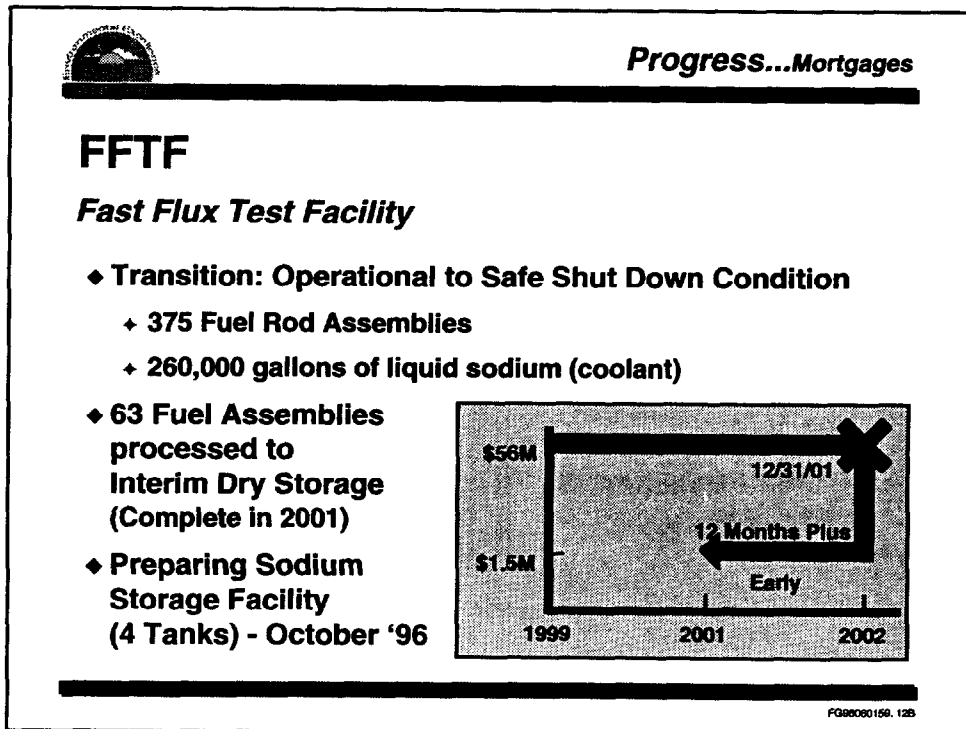 Progress...Mortgages
FFTF
Fast Flux Test Facility
◆ Transition: Operational to Safe Shut Down Condition
✦ 375 Fuel Rod Assemblies
✦ 260,000 gallons of liquid sodium (coolant)
◆ 63 Fuel Assemblies
processed to
Interim Dry Storage
(Complete in 2001)
◆ Preparing Sodium
Storage Facility
(4 Tanks) - October '96
$56M
12/31/01
12 Months Plus
$1.5M
Early
1999 2001 2002